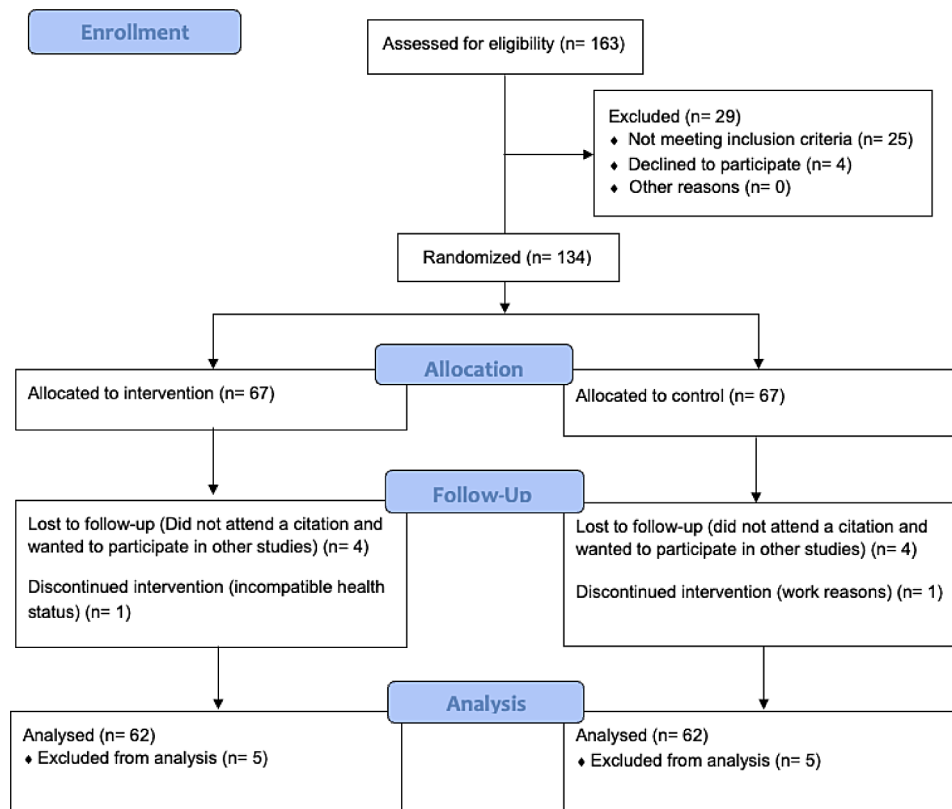 Enrollment
Assessed for eligibility (n= 163)
Excluded (n= 29)
♦ Not meeting inclusion criteria (n= 25)
♦ Declined to participate (n= 4)
♦ Other reasons (n= 0)
Randomized (n= 134)
Allocation
Allocated to intervention (n= 67)
Allocated to control (n= 67)
Follow-Up
Lost to follow-up (Did not attend a citation and
wanted to participate in other studies) (n= 4)
Discontinued intervention (incompatible health
status) (n= 1)
Lost to follow-up (did not attend a citation and
wanted to participate in other studies) (n= 4)
Discontinued intervention (work reasons) (n= 1)
Analysis
Analysed (n= 62)
♦ Excluded from analysis (n= 5)
Analysed (n= 62)
♦ Excluded from analysis (n= 5)